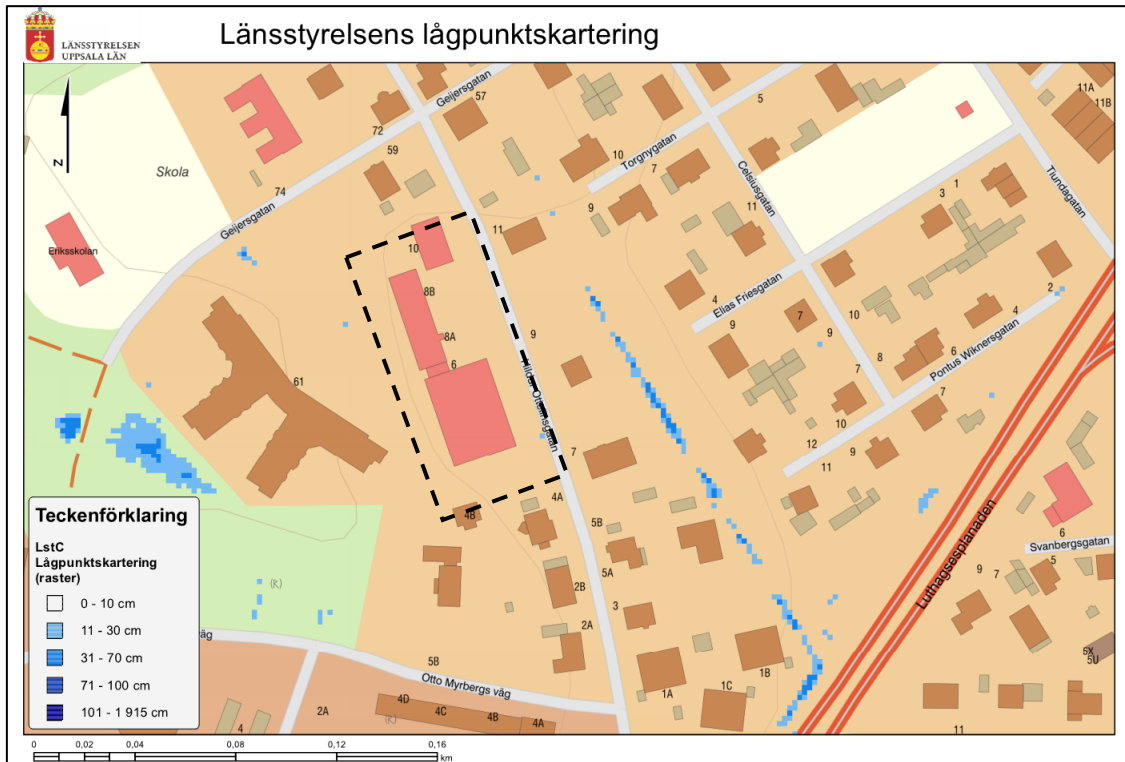 LÄNSSTYRELSEN
UPPSALA LÄN
Länsstyrelsens lågpunktskartering
N
Skola
Eriksskolan
Geijersgatan
Geijersgatan
72
59
74
57
61
10
8B
8A
6
11
9
Hildur Ottelinsgatan
7
4A
4B
5B
5A
3
2B
2A
5B
Otto Myrbergs väg
4D
4C
4B
4A
2A
4
(K)
(K)
väg
1A
1C
1B
Torgnygatan
10
7
9
5
Celsiusgatan
11
Elias Friesgatan
4
9
7
9
10
8
7
10
12
11
9
7
6
4
2
3
1
Pontus Wiknersgatan
Tiundagatan
11A
11B
Luthagsesplanaden
Svanbergsgatan
6
5
9
7
5X
5U
11
Teckenförklaring
LstC
Lågpunktskartering
(raster)
0 - 10 cm
11 - 30 cm
31 - 70 cm
71 - 100 cm
101 - 1 915 cm
0 0,02 0,04 0,08 0,12 0,16
km